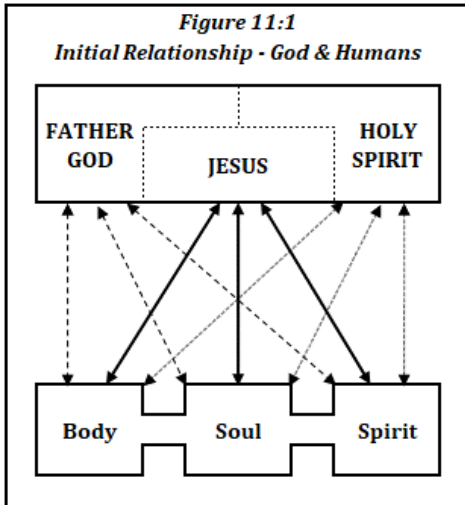 Figure 11:1
Initial Relationship - God & Humans
FATHER
GOD
JESUS
HOLY
SPIRIT
Body
Soul
Spirit